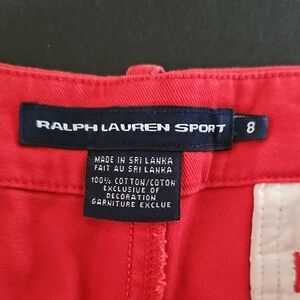 RALPH LAUREN SPORT 8
MADE IN SRI LANKA
FAIT AU SRI LANKA
100% COTTON/COTON
EXCLUSIVE OF
DECORATION
GARNITURE EXCLUE